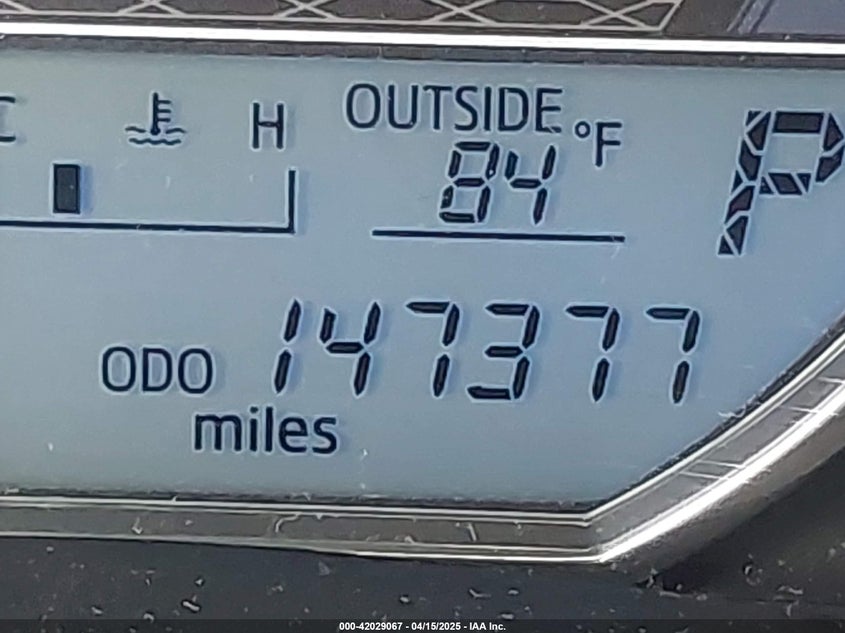 C H OUTSIDE °F P
84
ODO 147377
miles
000-42029067 - 04/15/2025 - IAA Inc.